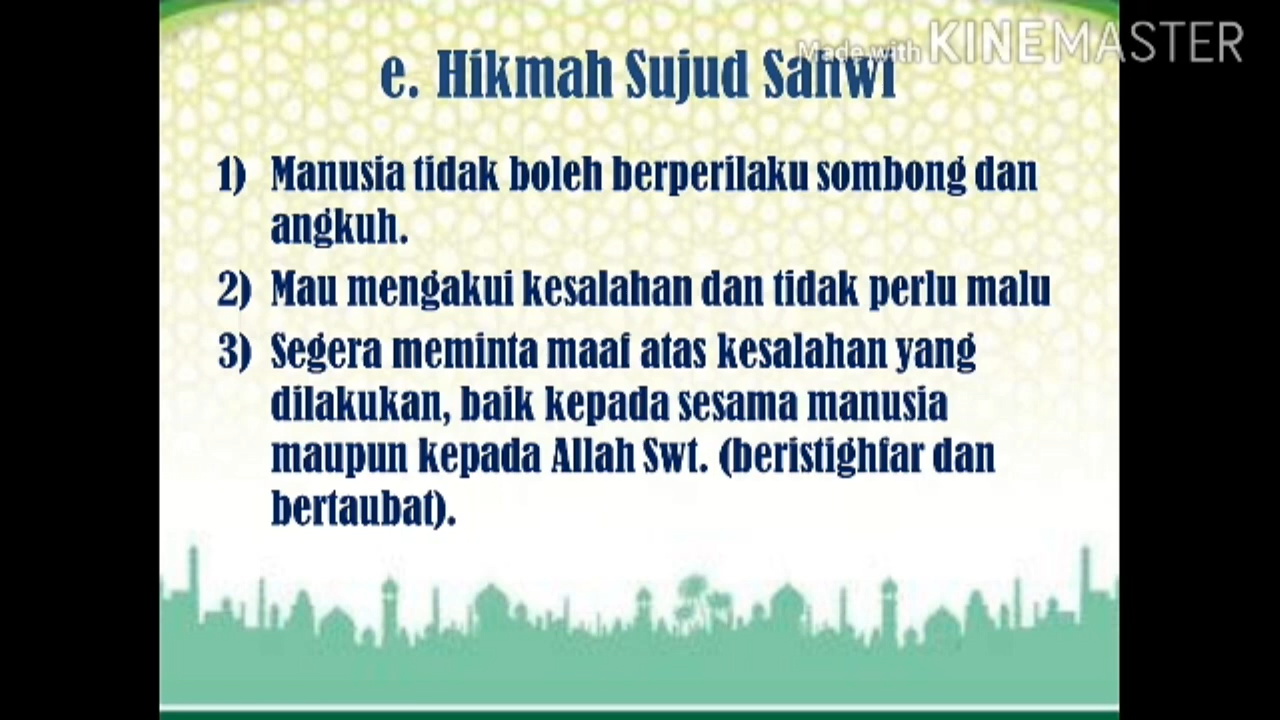 Made with KINEMASTER
e. Hikmah Sujud Sahwi
1) Manusia tidak boleh berperilaku sombong dan
angkuh.
2) Mau mengakui kesalahan dan tidak perlu malu
3) Segera meminta maaf atas kesalahan yang
dilakukan, baik kepada sesama manusia
maupun kepada Allah Swt. (beristighfar dan
bertaubat).